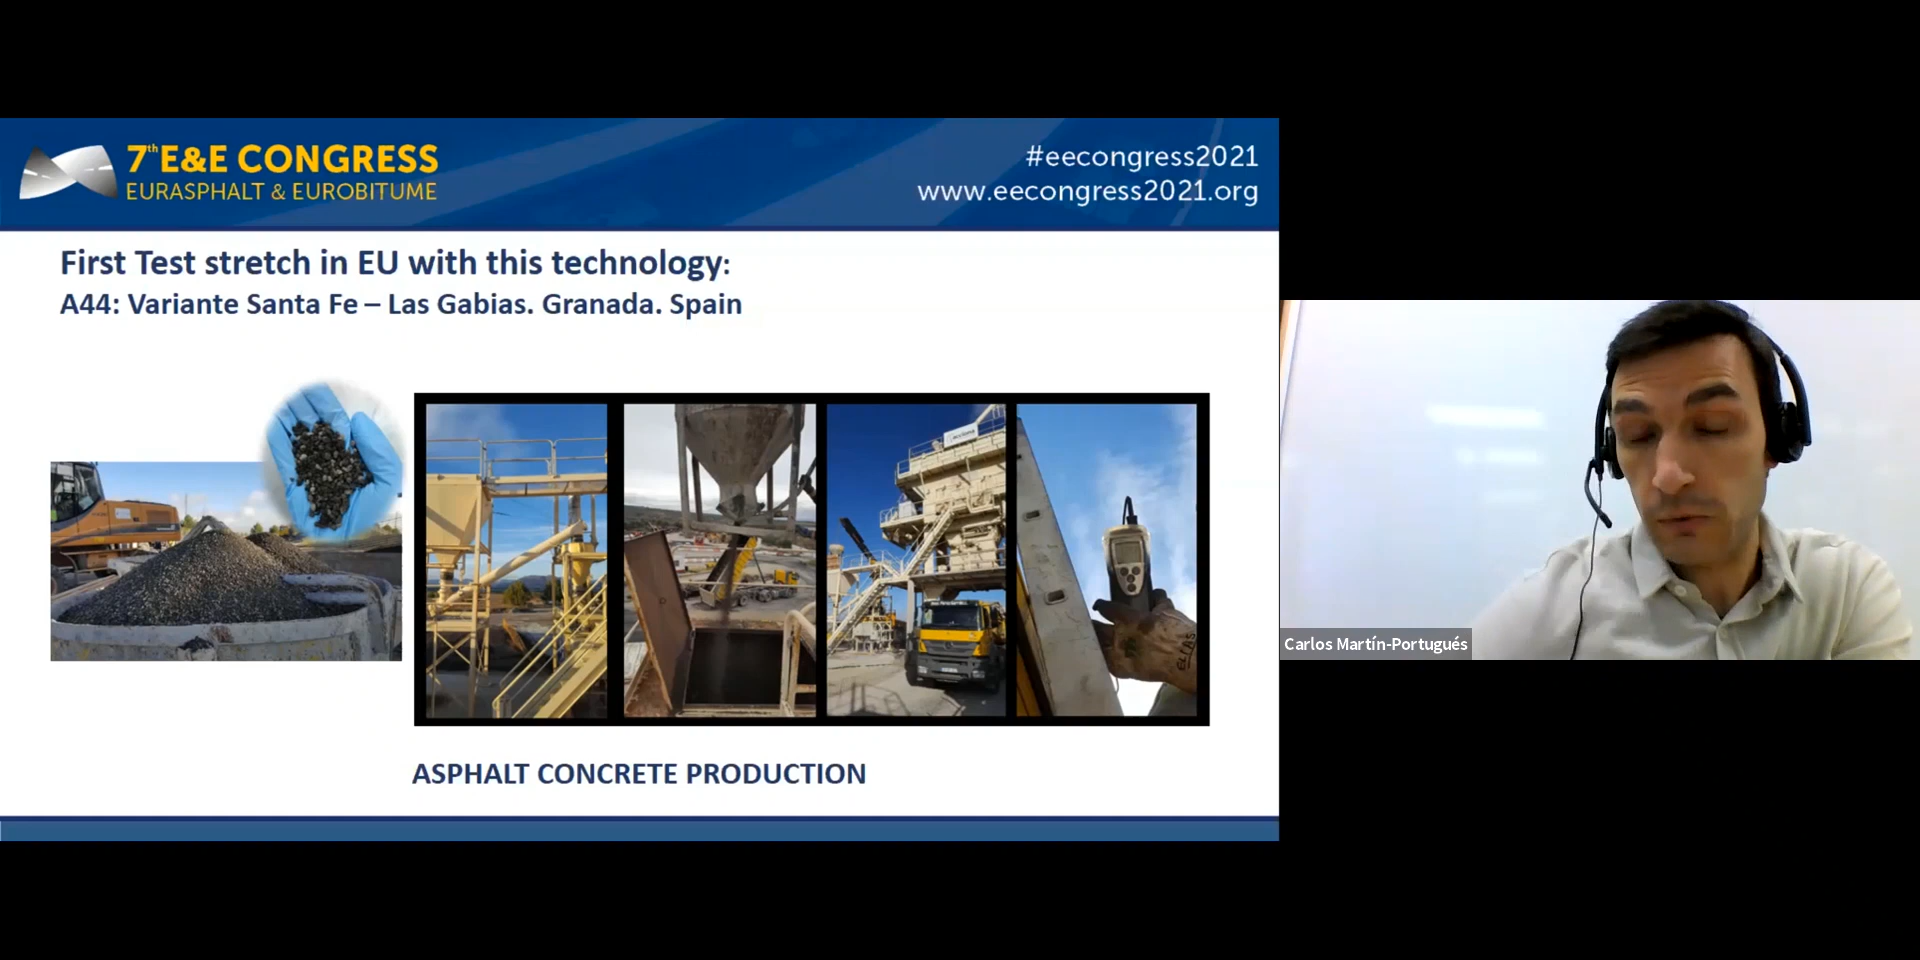 7th E&E CONGRESS
EURASPHALT & EUROBITUME
#eecongress2021
www.eecongress2021.org
First Test stretch in EU with this technology:
A44: Variante Santa Fe – Las Gabias. Granada. Spain
ASPHALT CONCRETE PRODUCTION
Carlos Martín-Portugués